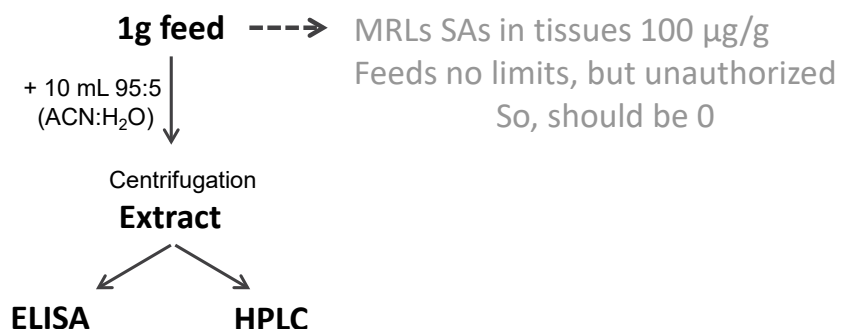 1g feed
MRLs SAs in tissues 100 µg/g
Feeds no limits, but unauthorized
So, should be 0
+ 10 mL 95:5
(ACN:H₂O)
Centrifugation
Extract
ELISA
HPLC